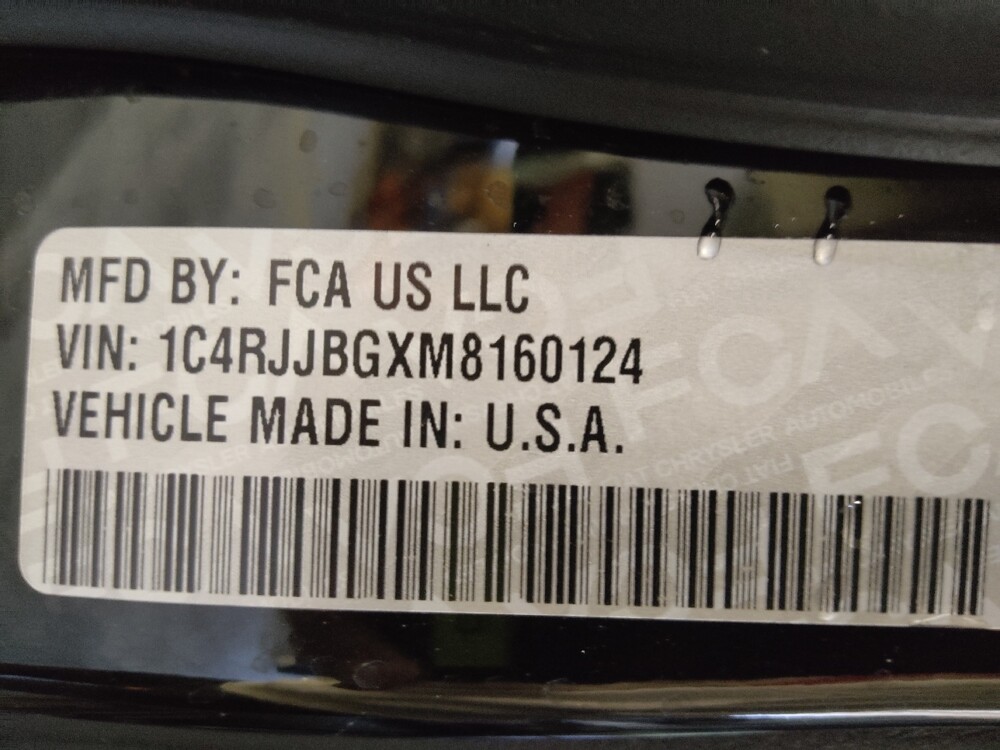 MFD BY: FCA US LLC
VIN: 1C4RJJBGXM8160124
VEHICLE MADE IN: U.S.A.